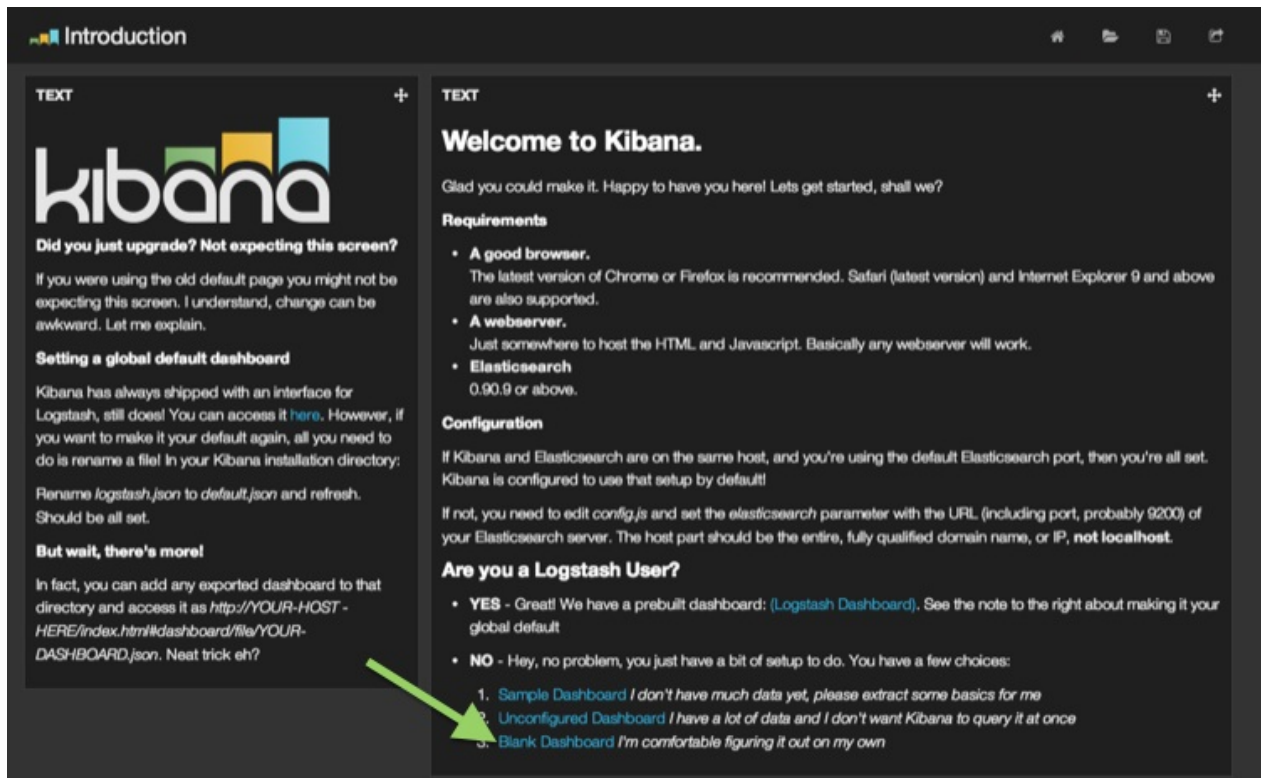 Introduction
TEXT
kibana
Did you just upgrade? Not expecting this screen?
If you were using the old default page you might not be
expecting this screen. I understand, change can be
awkward. Let me explain.
Setting a global default dashboard
Kibana has always shipped with an interface for
Logstash, still does! You can access it here. However, if
you want to make it your default again, all you need to
do is rename a file! In your Kibana installation directory:
Rename logstash.json to default.json and refresh.
Should be all set.
But wait, there's more!
In fact, you can add any exported dashboard to that
directory and access it as http://YOUR-HOST -
HERE/index.html#dashboard/file/YOUR-
DASHBOARD.json. Neat trick eh?
TEXT
Welcome to Kibana.
Glad you could make it. Happy to have you here! Lets get started, shall we?
Requirements
• A good browser.
The latest version of Chrome or Firefox is recommended. Safari (latest version) and Internet Explorer 9 and above
are also supported.
• A webserver.
Just somewhere to host the HTML and Javascript. Basically any webserver will work.
• Elasticsearch
0.90.9 or above.
Configuration
If Kibana and Elasticsearch are on the same host, and you're using the default Elasticsearch port, then you're all set.
Kibana is configured to use that setup by default!
If not, you need to edit config.js and set the elasticsearch parameter with the URL (including port, probably 9200) of
your Elasticsearch server. The host part should be the entire, fully qualified domain name, or IP, not localhost.
Are you a Logstash User?
• YES - Great! We have a prebuilt dashboard: (Logstash Dashboard). See the note to the right about making it your
global default
• NO - Hey, no problem, you just have a bit of setup to do. You have a few choices:
1. Sample Dashboard I don't have much data yet, please extract some basics for me
2. Unconfigured Dashboard I have a lot of data and I don't want Kibana to query it at once
3. Blank Dashboard I'm comfortable figuring it out on my own